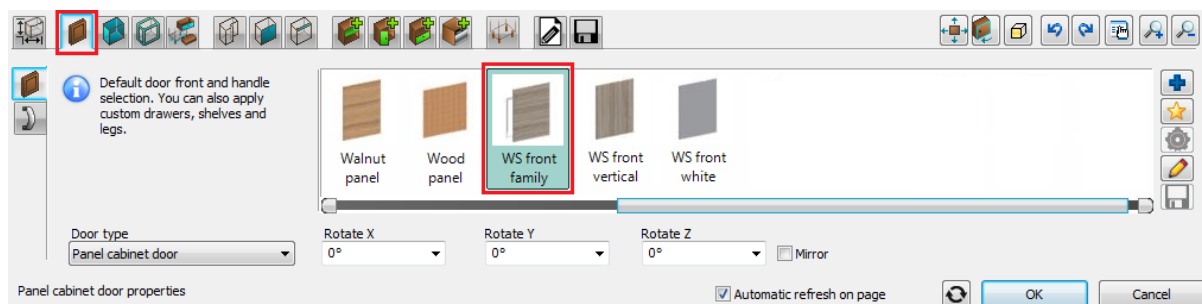 Default door front and handle
selection. You can also apply
custom drawers, shelves and
legs.
Walnut
panel
Wood
panel
WS front
family
WS front
vertical
WS front
white
Door type
Panel cabinet door
Rotate X
0°
Rotate Y
0°
Rotate Z
0°
Mirror
Panel cabinet door properties
Automatic refresh on page
OK
Cancel